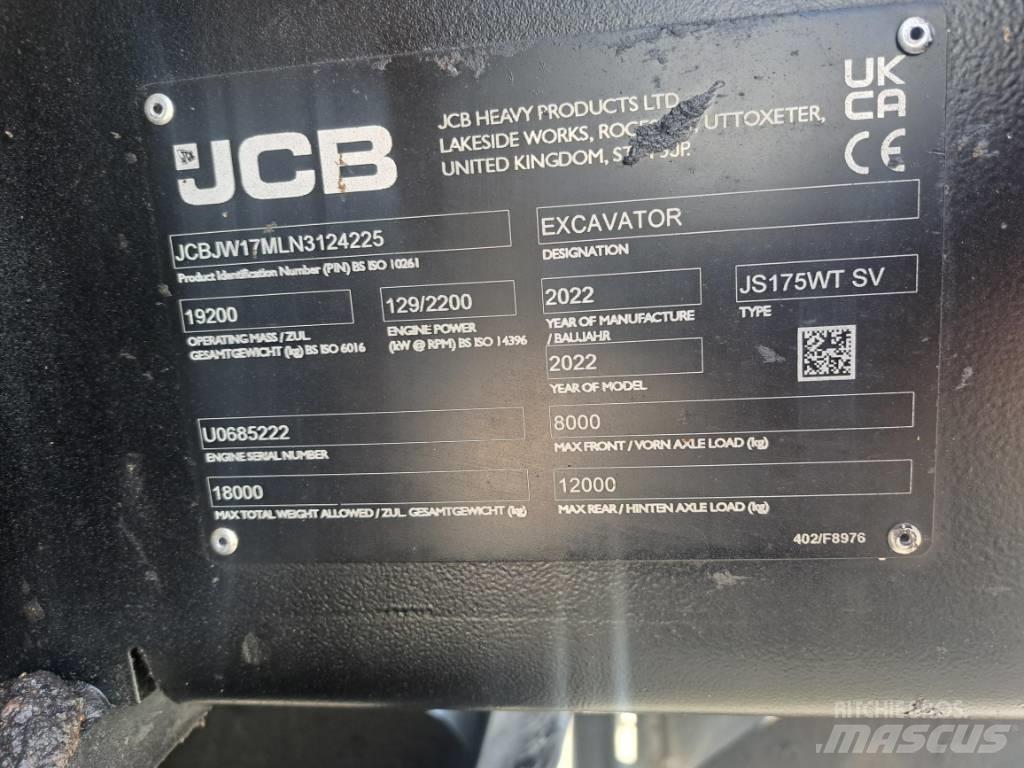 JCB
JCB HEAVY PRODUCTS LTD
LAKESIDE WORKS, UTTOXETER,
UNITED KINGDOM,
UK
CA
CE
JCBJW17MLN3124225
Product Identification Number (PIN) BS ISO 10261
EXCAVATOR
DESIGNATION
19200
OPERATING MASS / ZUL.
GESAMTGEWICHT (kg) BS ISO 6016
129/2200
ENGINE POWER
(kW @ RPM) BS ISO 14396
2022
YEAR OF MANUFACTURE
/ BAUJAHR
JS175WT SV
TYPE
2022
YEAR OF MODEL
U0685222
ENGINE SERIAL NUMBER
8000
MAX FRONT / VORN AXLE LOAD (kg)
18000
MAX TOTAL WEIGHT ALLOWED / ZUL. GESAMTGEWICHT (kg)
12000
MAX REAR / HINTEN AXLE LOAD (kg)
402/F8976
RITCHIE BROS.
MASCUS